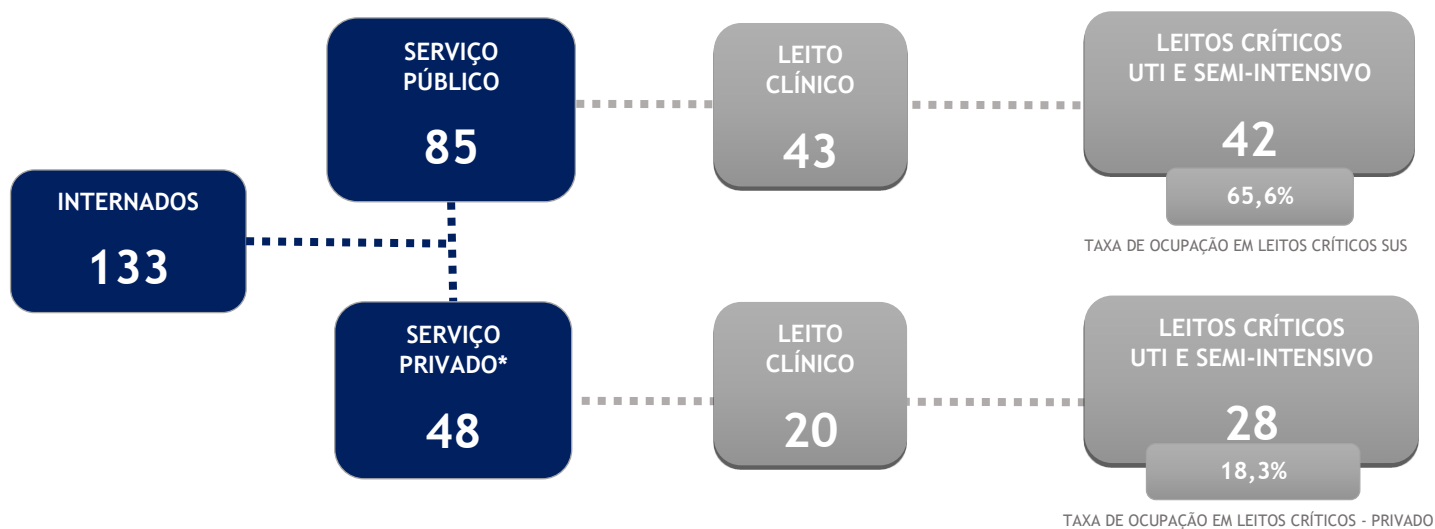 INTERNADOS
133
SERVIÇO
PÚBLICO
85
LEITO
CLÍNICO
43
LEITOS CRÍTICOS
UTI E SEMI-INTENSIVO
42
65,6%
TAXA DE OCUPAÇÃO EM LEITOS CRÍTICOS SUS
SERVIÇO
PRIVADO*
48
LEITO
CLÍNICO
20
LEITOS CRÍTICOS
UTI E SEMI-INTENSIVO
28
18,3%
TAXA DE OCUPAÇÃO EM LEITOS CRÍTICOS - PRIVADO